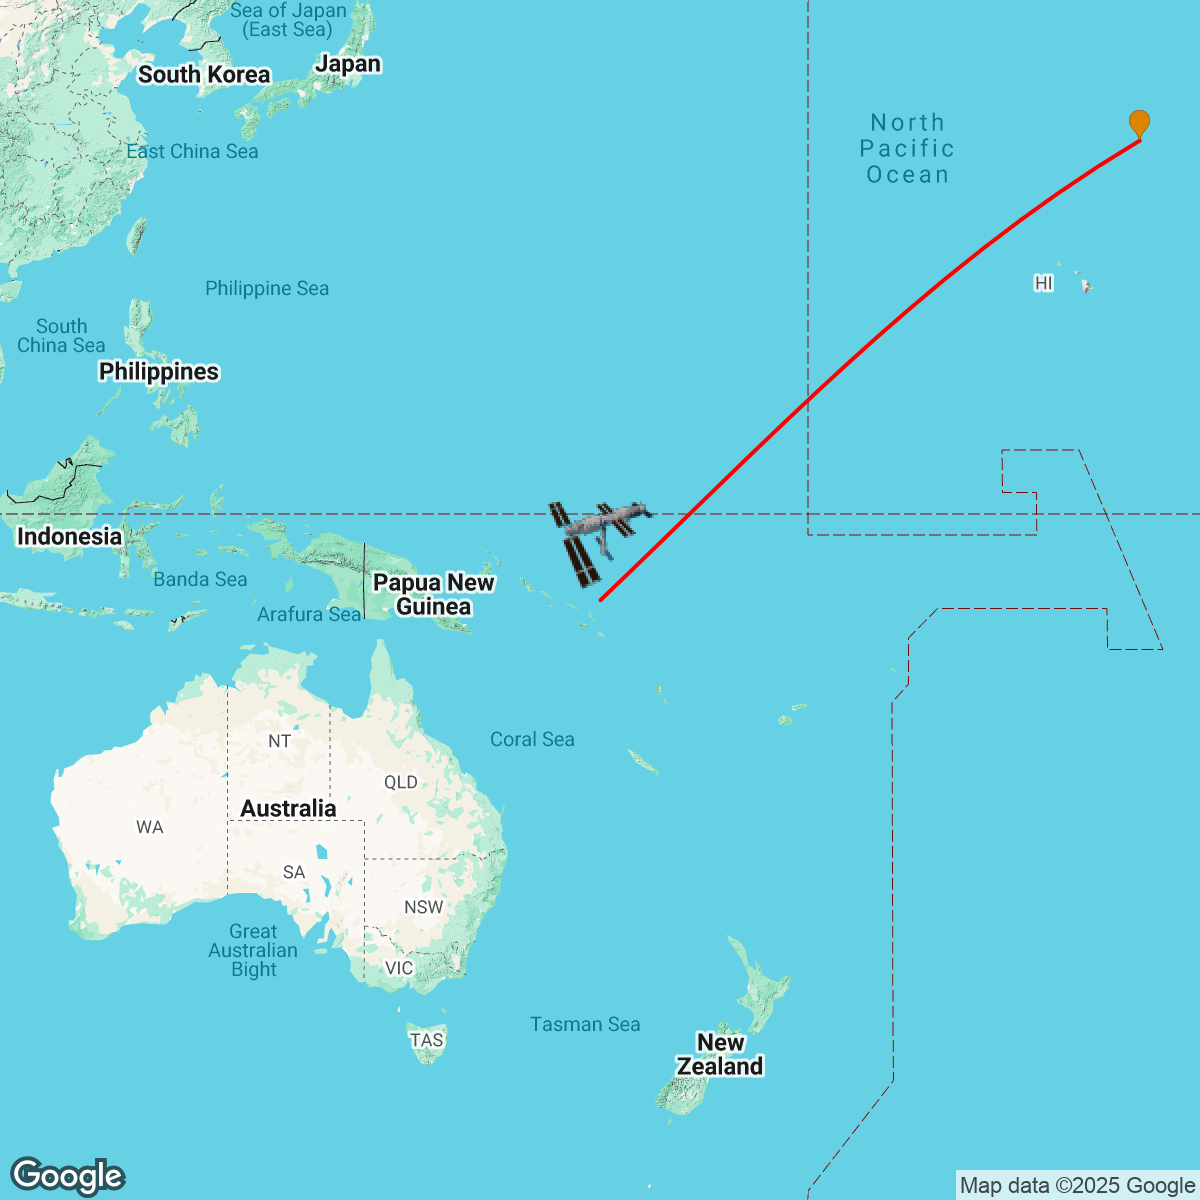 Sea of Japan
(East Sea)
South Korea
Japan
North
Pacific
Ocean
East China Sea
Philippine Sea
HI
South
China Sea
Philippines
Indonesia
Banda Sea
Papua New
Guinea
Arafura Sea
Coral Sea
NT
QLD
Australia
WA
SA
NSW
Great
Australian
Bight
VIC
Tasman Sea
TAS
New
Zealand
Google
Map data ©2025 Google